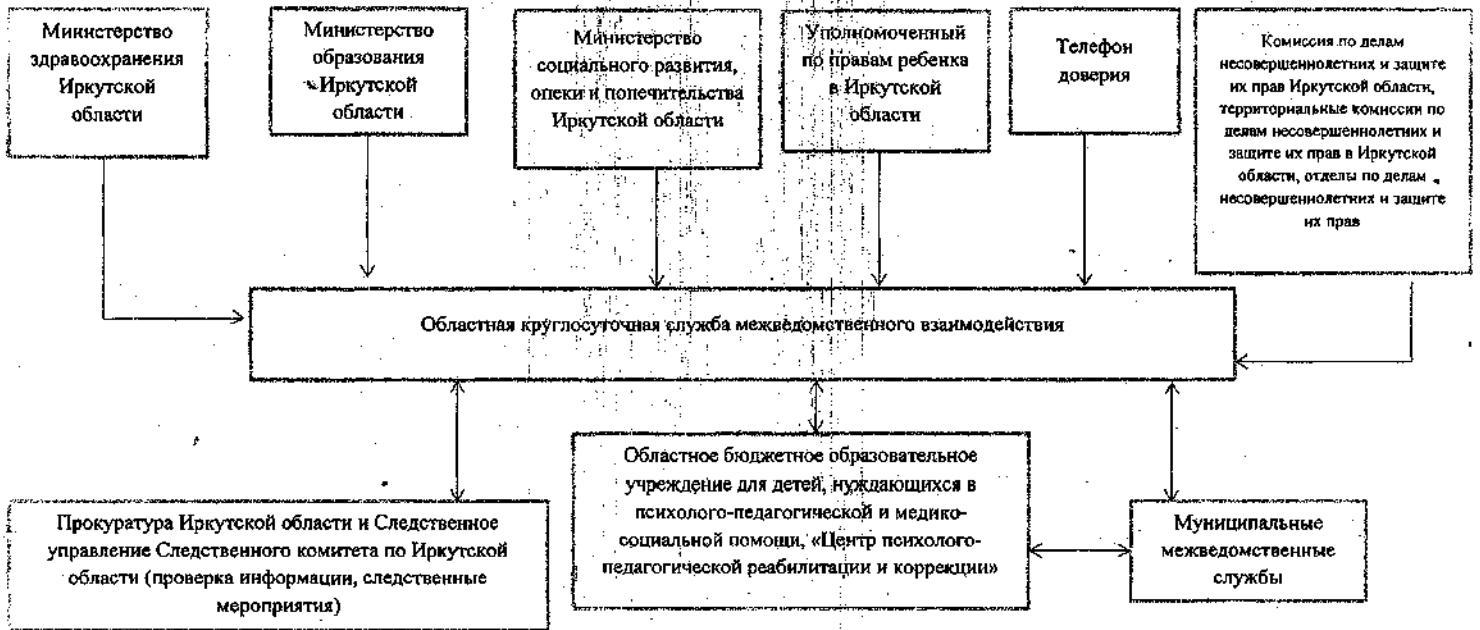 Министерство
здравоохранения
Иркутской
области
Министерство
образования
Иркутской
области
Министерство
социального развития,
опеки и попечительства
Иркутской области
Уполномоченный
по правам ребенка
в Иркутской
области
Телефон
доверия
Комиссия по делам
несовершеннолетних и защите
их прав Иркутской области,
территориальные комиссии по
делам несовершеннолетних и
защите их прав в Иркутской
области, отделы по делам
несовершеннолетних и защите
их прав
Областная круглосуточная служба межведомственного взаимодействия
Прокуратура Иркутской области и Следственное
управление Следственного комитета по Иркутской
области (проверка информации, следственные
мероприятия)
Областное бюджетное образовательное
учреждение для детей, нуждающихся в
психолого-педагогической и медико-
социальной помощи, «Центр психолого-
педагогической реабилитации и коррекции»
Муниципальные
межведомственные
службы